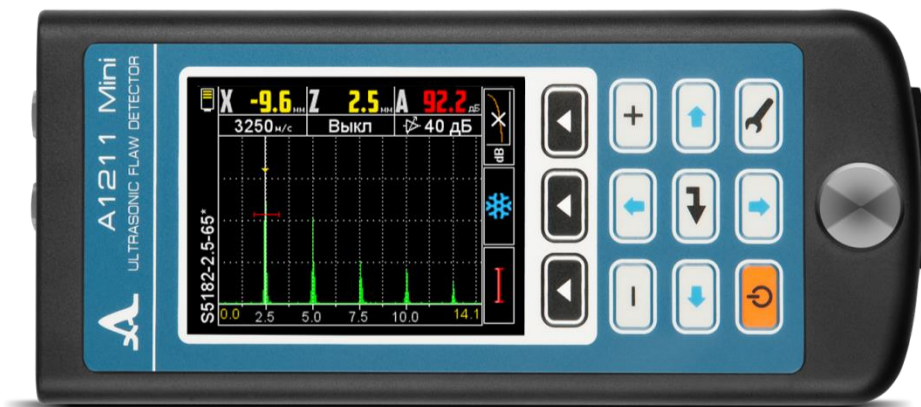 A1211 Mini
ULTRASONIC FLAW DETECTOR
X -9.6 мм Z 2.5 мм A 92.2 дБ
3250 м/с Выкл 40 дБ
S5182-2.5-65*
0.0 2.5 5.0 7.5 10.0 14.1
dB
+
−